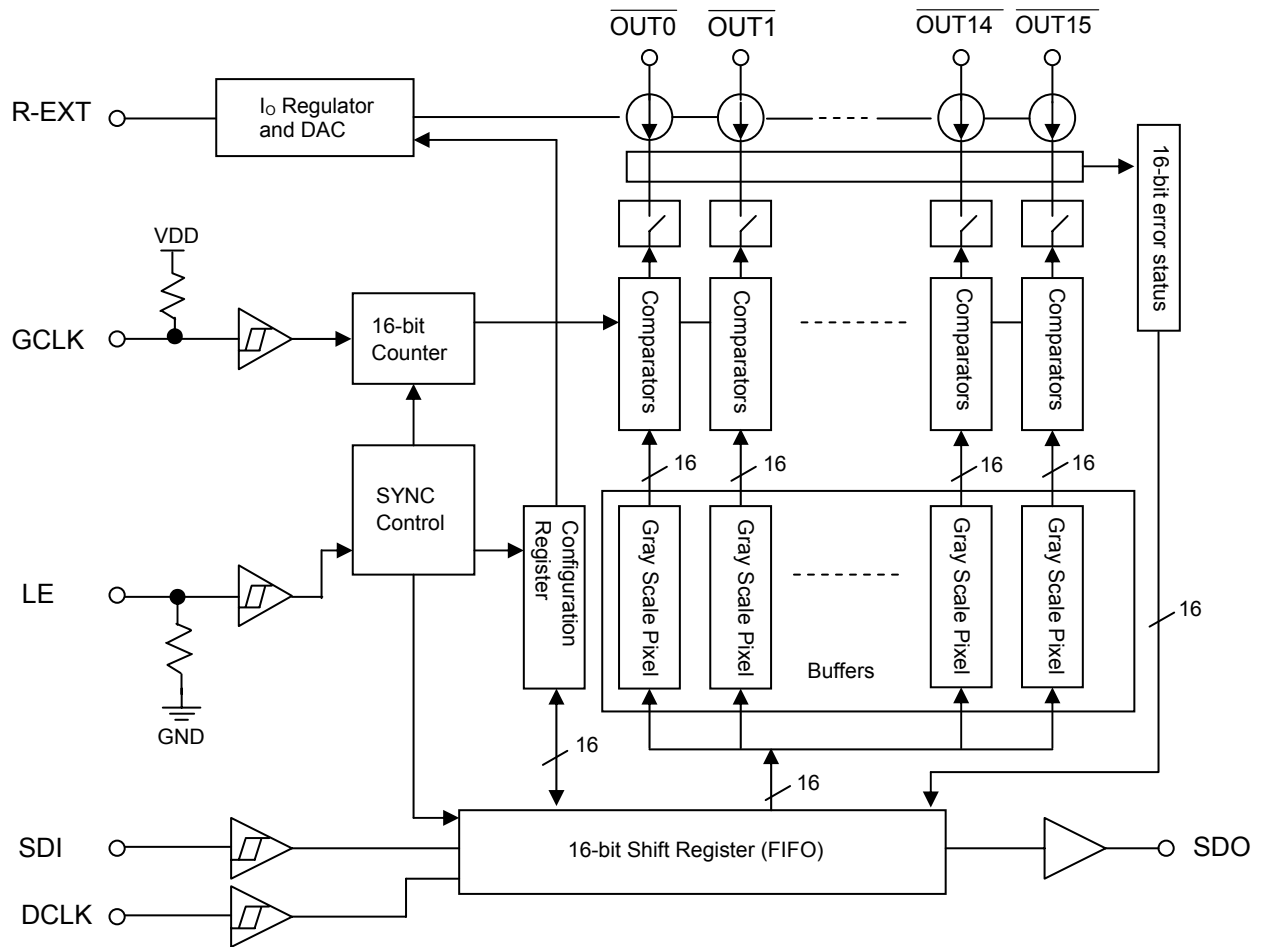 OUT0 OUT1 OUT14 OUT15
R-EXT
IO Regulator
and DAC
16-bit error status
VDD
GCLK
16-bit
Counter
Comparators
Comparators
Comparators
Comparators
16 16 16 16
SYNC
Control
Configuration
Register
Gray Scale Pixel
Gray Scale Pixel
Gray Scale Pixel
Gray Scale Pixel
LE
16
Buffers
GND
16
16
SDI
16-bit Shift Register (FIFO)
SDO
DCLK